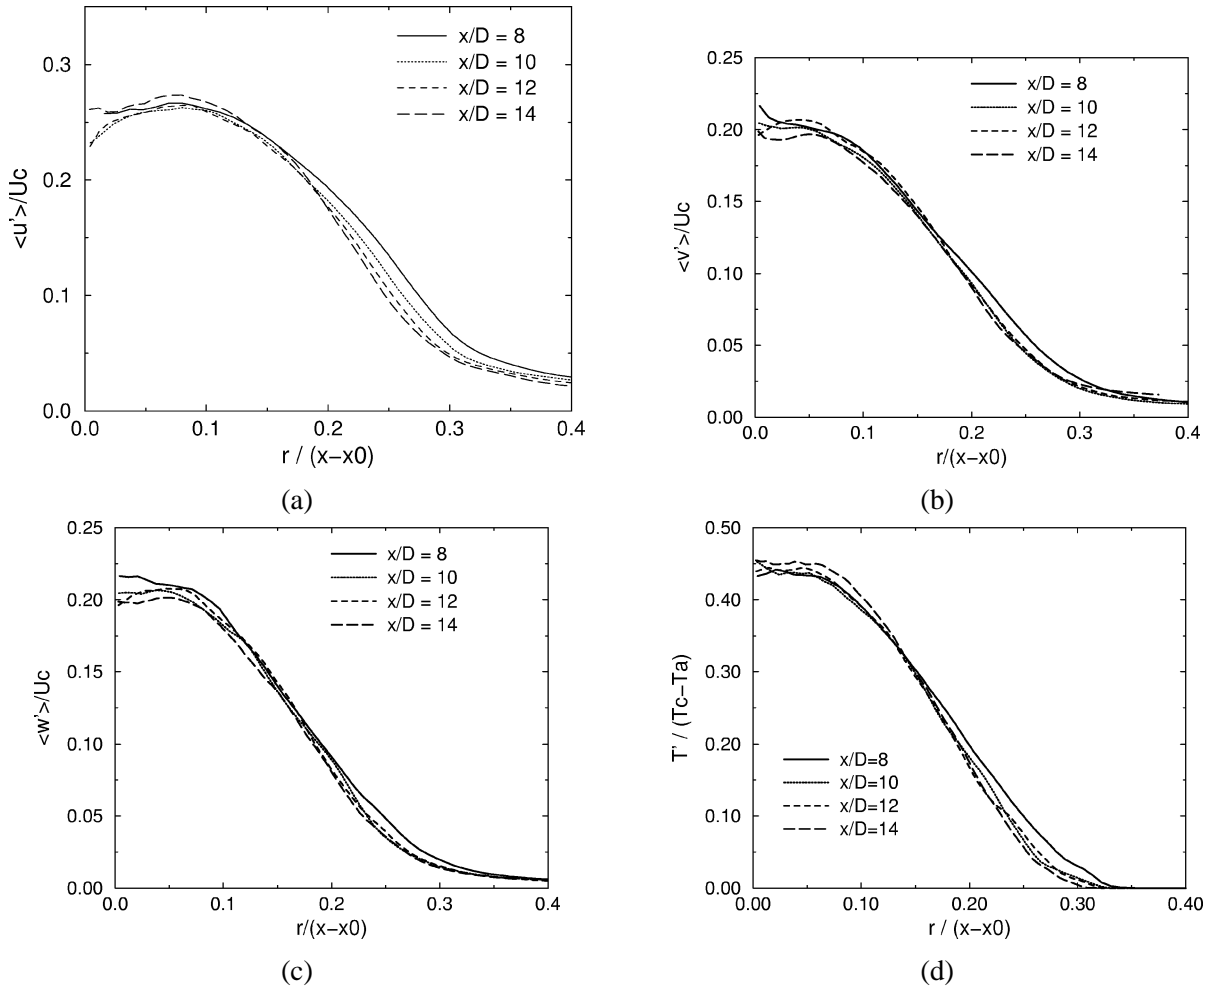 x/D = 8
x/D = 10
x/D = 12
x/D = 14
0.3
0.2
0.1
0.0
<u'>/Uc
0.0 0.1 0.2 0.3 0.4
r / (x−x0)
(a)
x/D = 8
x/D = 10
x/D = 12
x/D = 14
0.25
0.20
0.15
0.10
0.05
0.00
<v'>/Uc
0.0 0.1 0.2 0.3 0.4
r/(x−x0)
(b)
x/D = 8
x/D = 10
x/D = 12
x/D = 14
0.25
0.20
0.15
0.10
0.05
0.00
<w'>/Uc
0.0 0.1 0.2 0.3 0.4
r/(x−x0)
(c)
0.50
0.40
0.30
0.20
0.10
0.00
T' / (Tc−Ta)
x/D=8
x/D=10
x/D=12
x/D=14
0.00 0.10 0.20 0.30 0.40
r / (x−x0)
(d)